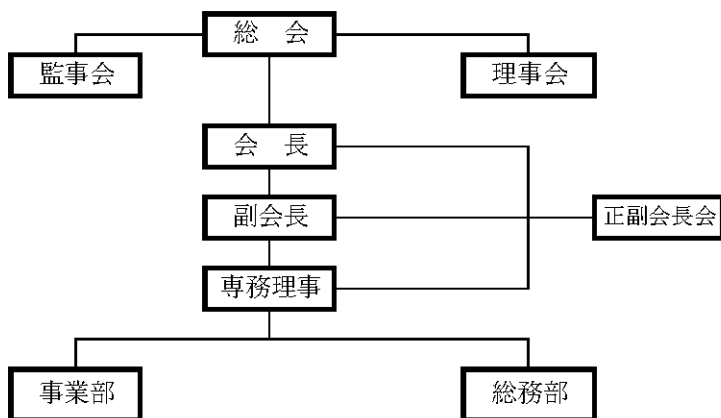 総　会
監事会
理事会
会　長
副会長
正副会長会
専務理事
事業部
総務部